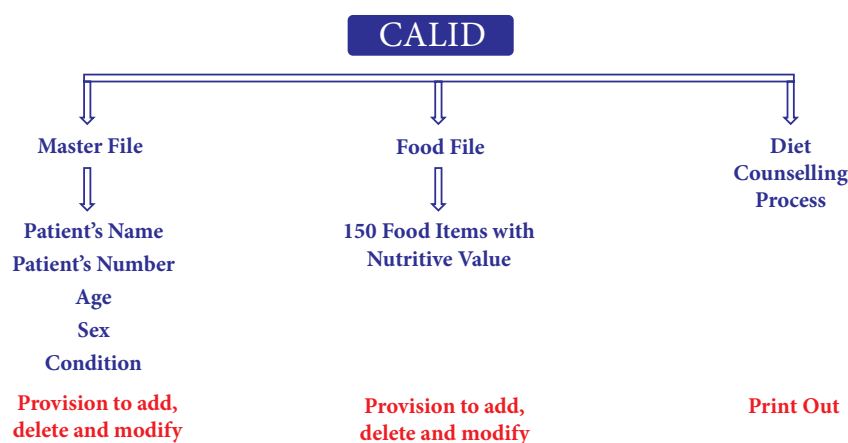 CALID
Master File
Patient’s Name
Patient’s Number
Age
Sex
Condition
Provision to add,
delete and modify
Food File
150 Food Items with
Nutritive Value
Provision to add,
delete and modify
Diet
Counselling
Process
Print Out